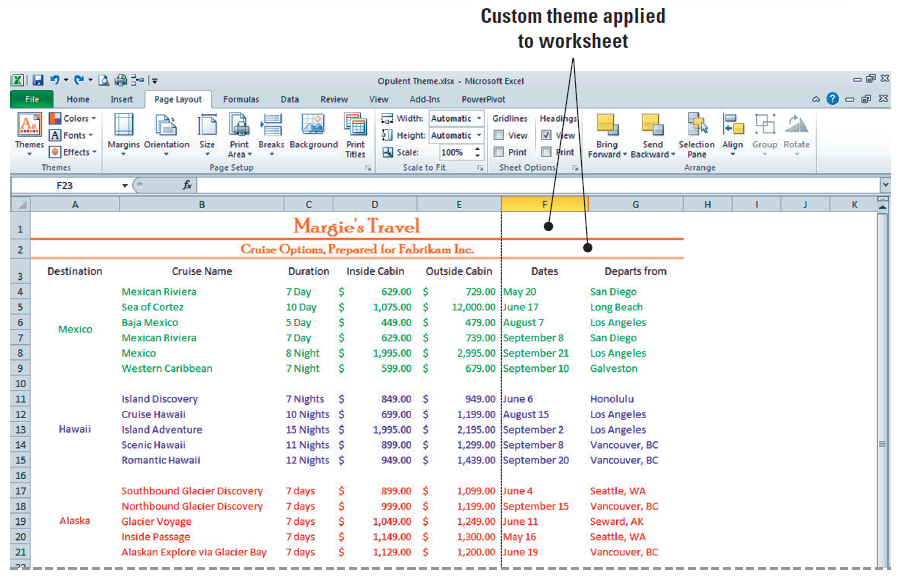 Custom theme applied
to worksheet
Opulent Theme.xlsx - Microsoft Excel
File Home Insert Page Layout Formulas Data Review View Add-Ins PowerPivot
Colors Width: Automatic Gridlines Headings
Fonts Height: Automatic View View
Themes Effects Margins Orientation Size Print Area Breaks Background Print Titles Scale: 100% Print Print Bring Forward Send Backward Selection Pane Align Group Rotate
Themes Page Setup Scale to Fit Sheet Options Arrange
F23 fx
A B C D E F G H I J K
1 Margie's Travel
2 Cruise Options, Prepared for Fabrikam Inc.
3 Destination Cruise Name Duration Inside Cabin Outside Cabin Dates Departs from
4 Mexican Riviera 7 Day $ 629.00 $ 729.00 May 20 San Diego
5 Sea of Cortez 10 Day $ 1,075.00 $ 12,000.00 June 17 Long Beach
6 Baja Mexico 5 Day $ 449.00 $ 479.00 August 7 Los Angeles
Mexico
7 Mexican Riviera 7 Day $ 629.00 $ 739.00 September 8 San Diego
8 Mexico 8 Night $ 1,995.00 $ 2,995.00 September 21 Los Angeles
9 Western Caribbean 7 Night $ 599.00 $ 679.00 September 10 Galveston
10
11 Island Discovery 7 Nights $ 849.00 $ 949.00 June 6 Honolulu
12 Cruise Hawaii 10 Nights $ 699.00 $ 1,199.00 August 15 Los Angeles
13 Hawaii Island Adventure 15 Nights $ 1,995.00 $ 2,195.00 September 2 Los Angeles
14 Scenic Hawaii 11 Nights $ 899.00 $ 1,299.00 September 8 Vancouver, BC
15 Romantic Hawaii 12 Nights $ 949.00 $ 1,439.00 September 20 Vancouver, BC
16
17 Southbound Glacier Discovery 7 days $ 899.00 $ 1,099.00 June 4 Seattle, WA
18 Northbound Glacier Discovery 7 days $ 999.00 $ 1,199.00 September 15 Vancouver, BC
19 Alaska Glacier Voyage 7 days $ 1,049.00 $ 1,249.00 June 11 Seward, AK
20 Inside Passage 7 days $ 1,149.00 $ 1,300.00 May 16 Seattle, WA
21 Alaskan Explore via Glacier Bay 7 days $ 1,129.00 $ 1,200.00 June 19 Vancouver, BC